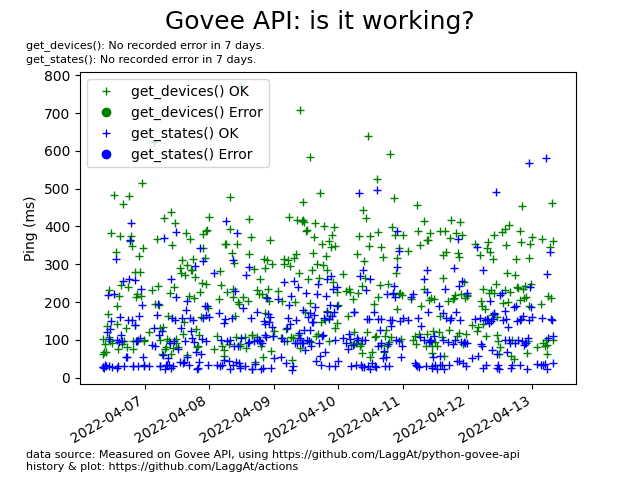 Govee API: is it working?
get_devices(): No recorded error in 7 days.
get_states(): No recorded error in 7 days.
get_devices() OK
get_devices() Error
get_states() OK
get_states() Error
Ping (ms)
800
700
600
500
400
300
200
100
0
2022-04-07
2022-04-08
2022-04-09
2022-04-10
2022-04-11
2022-04-12
2022-04-13
data source: Measured on Govee API, using https://github.com/LaggAt/python-govee-api
history & plot: https://github.com/LaggAt/actions